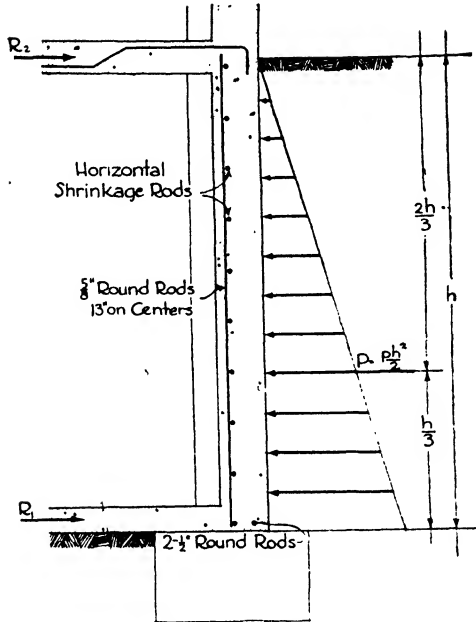 R₂
Horizontal
Shrinkage Rods
5/8" Round Rods
13" on Centers
2h/3
h
P. ph²/2
h/3
R₁
2-½" Round Rods